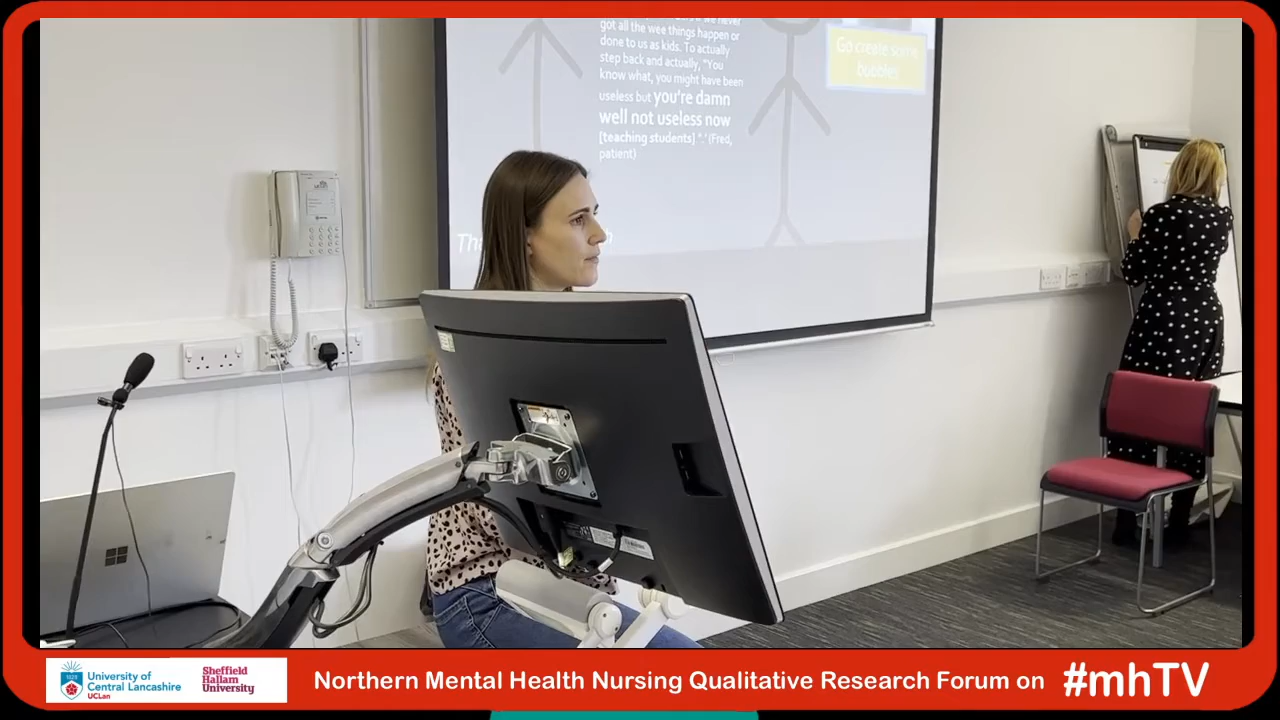 got all the wee things happen or
done to us as kids. To actually
step back and actually, "You
know what, you might have been
useless but you're damn
well not useless now
[teaching students] ".' (Fred,
patient)
Go create some
bubbles
University of
Central Lancashire
UCLan
Sheffield
Hallam
University
Northern Mental Health Nursing Qualitative Research Forum on
#mhTV